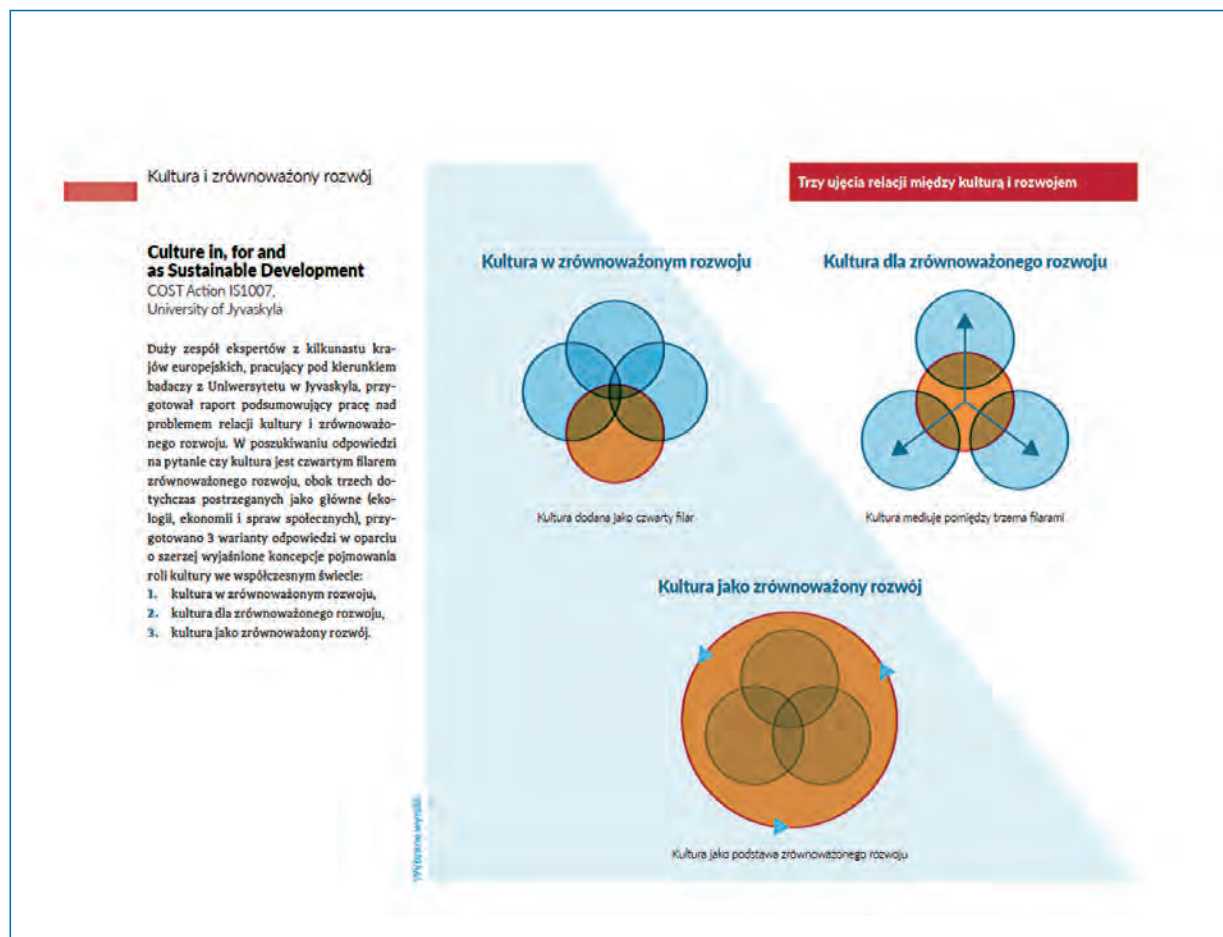 Kultura i zrównoważony rozwój
Culture in, for and
as Sustainable Development
COST Action IS1007,
University of Jyvaskyla
Duży zespół ekspertów z kilkunastu kra-
jów europejskich, pracujący pod kierunkiem
badaczy z Uniwersytetu w Jyvaskyla, przy-
gotował raport podsumowujący pracę nad
problemem relacji kultury i zrównoważo-
nego rozwoju. W poszukiwaniu odpowiedzi
na pytanie czy kultura jest czwartym filarem
zrównoważonego rozwoju, obok trzech do-
tychczas postrzeganych jako główne (eko-
logii, ekonomii i spraw społecznych), przy-
gotowano 3 warianty odpowiedzi w oparciu
o szerzej wyjaśnione koncepcje pojmowania
roli kultury we współczesnym świecie:
1. kultura w zrównoważonym rozwoju,
2. kultura dla zrównoważonego rozwoju,
3. kultura jako zrównoważony rozwój.
Wybrane wyniki
Trzy ujęcia relacji między kulturą i rozwojem
Kultura w zrównoważonym rozwoju
Kultura dodana jako czwarty filar
Kultura dla zrównoważonego rozwoju
Kultura mediuje pomiędzy trzema filarami
Kultura jako zrównoważony rozwój
Kultura jako podstawa zrównoważonego rozwoju